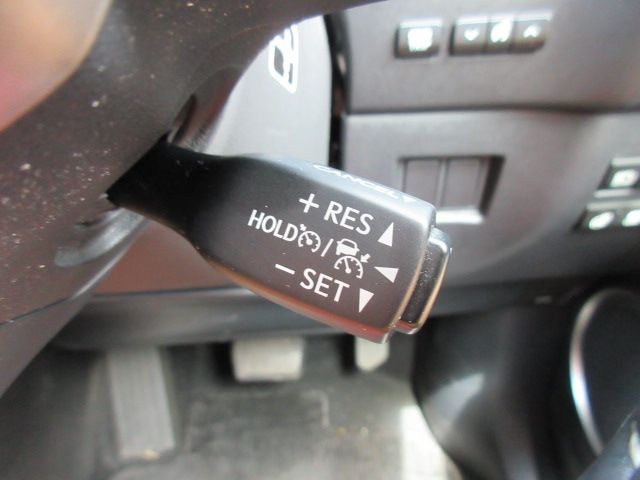 CANCEL
+ RES
HOLD /
− SET